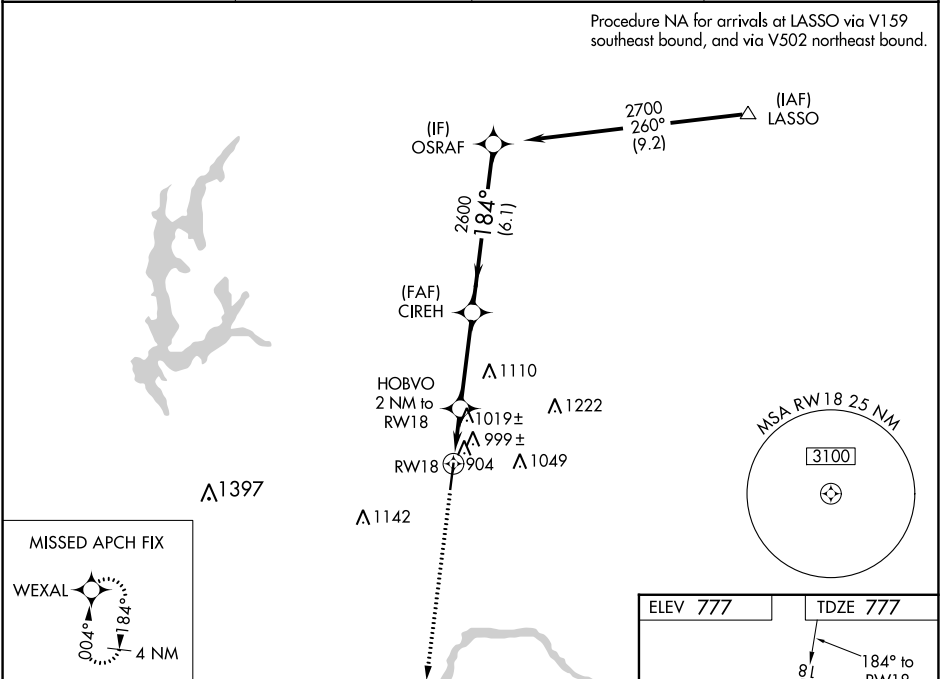 Procedure NA for arrivals at LASSO via V159
southeast bound, and via V502 northeast bound.
(IAF)
LASSO
2700
260°
(9.2)
(IF)
OSRAF
2600
184°
(6.1)
(FAF)
CIREH
1110
HOBVO
2 NM to
RW18
1222
1019±
999±
RW18
904
1049
MSA RW18 25 NM
3100
1397
1142
MISSED APCH FIX
WEXAL
004°
184°
4 NM
ELEV 777
TDZE 777
18
184° to
RW18